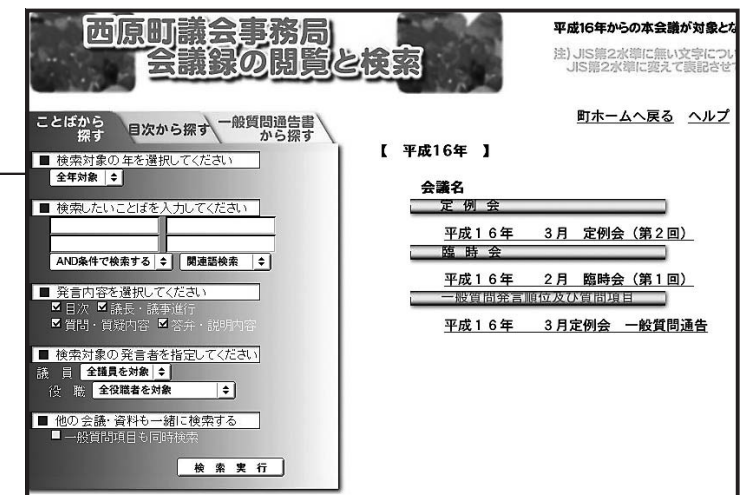 西原町議会事務局
会議録の閲覧と検索
平成16年からの本会議が対象とな
注）JIS第2水準に無い文字につい
JIS第2水準に変えて表記させ
町ホームへ戻る　ヘルプ
ことばから探す
目次から探す
一般質問通告書から探す
■ 検索対象の年を選択してください
全年対象
■ 検索したいことばを入力してください
AND条件で検索する　関連語検索
■ 発言内容を選択してください
目次　議長・議事進行
質問・質疑内容　答弁・説明内容
■ 検索対象の発言者を指定してください
議　員　全議員を対象
役　職　全役職者を対象
■ 他の会議・資料も一緒に検索する
一般質問項目も同時検索
検 索 実 行
【　平成16年　】
会議名
定 例 会
平成１６年　　３月　定例会（第２回）
臨 時 会
平成１６年　　２月　臨時会（第１回）
一般質問発言順位及び質問項目
平成１６年　　３月定例会　一般質問通告